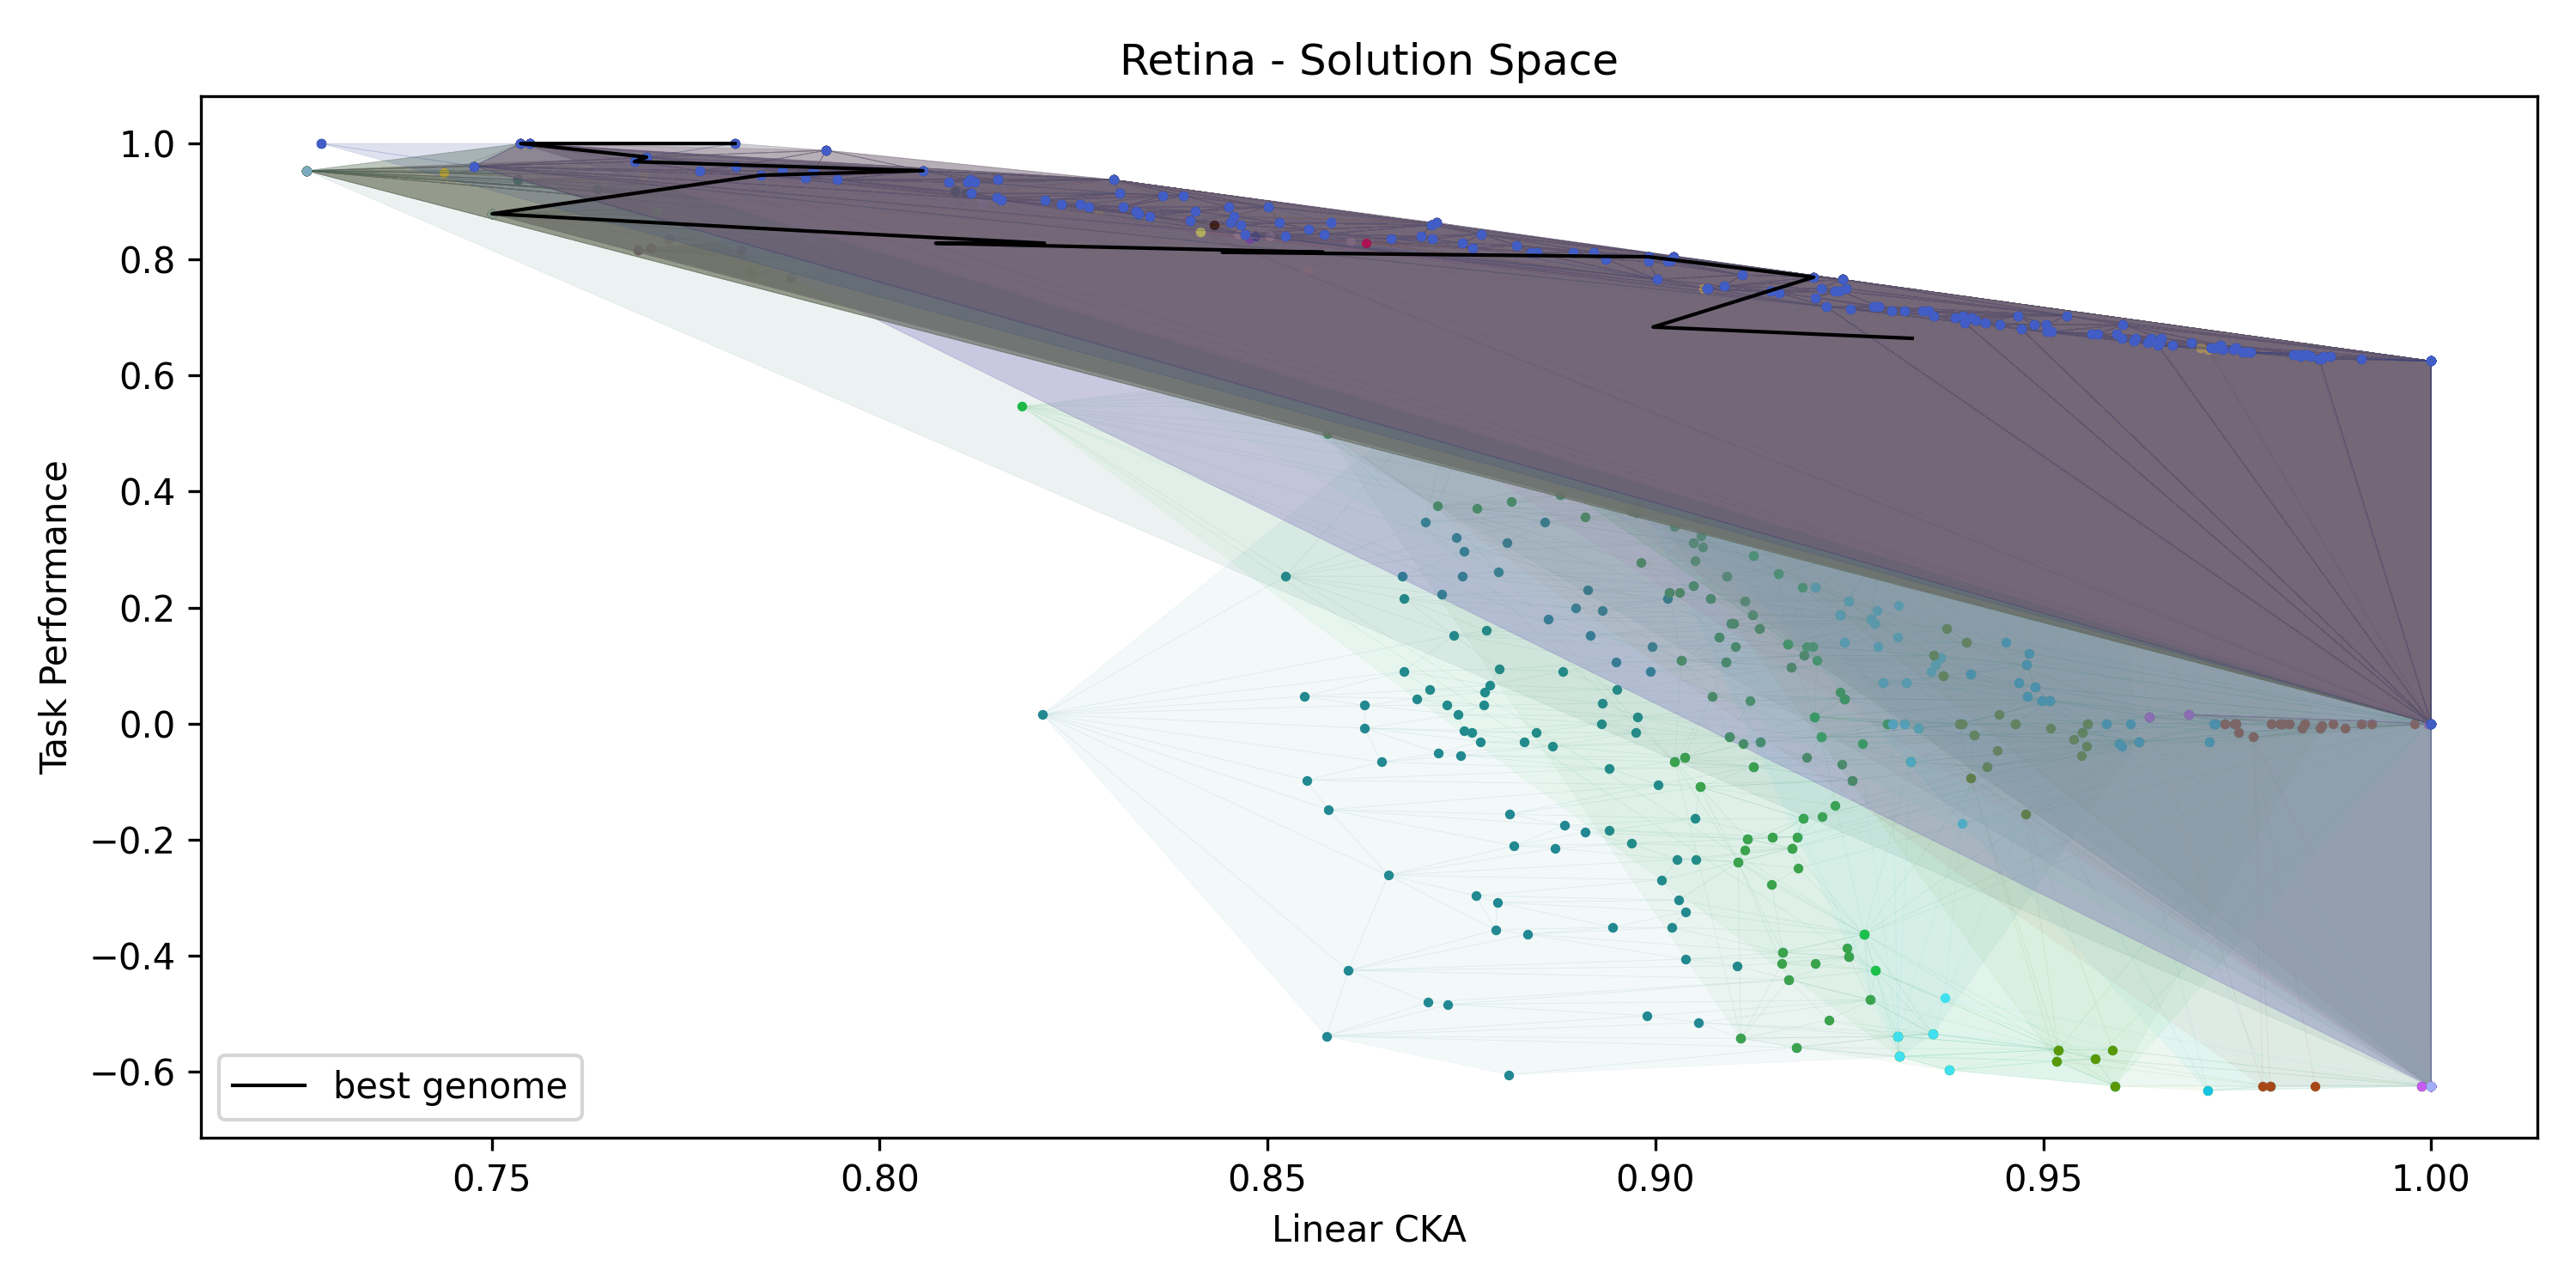 Retina - Solution Space
1.0
0.8
0.6
0.4
0.2
0.0
−0.2
−0.4
−0.6
Task Performance
best genome
0.75 0.80 0.85 0.90 0.95 1.00
Linear CKA